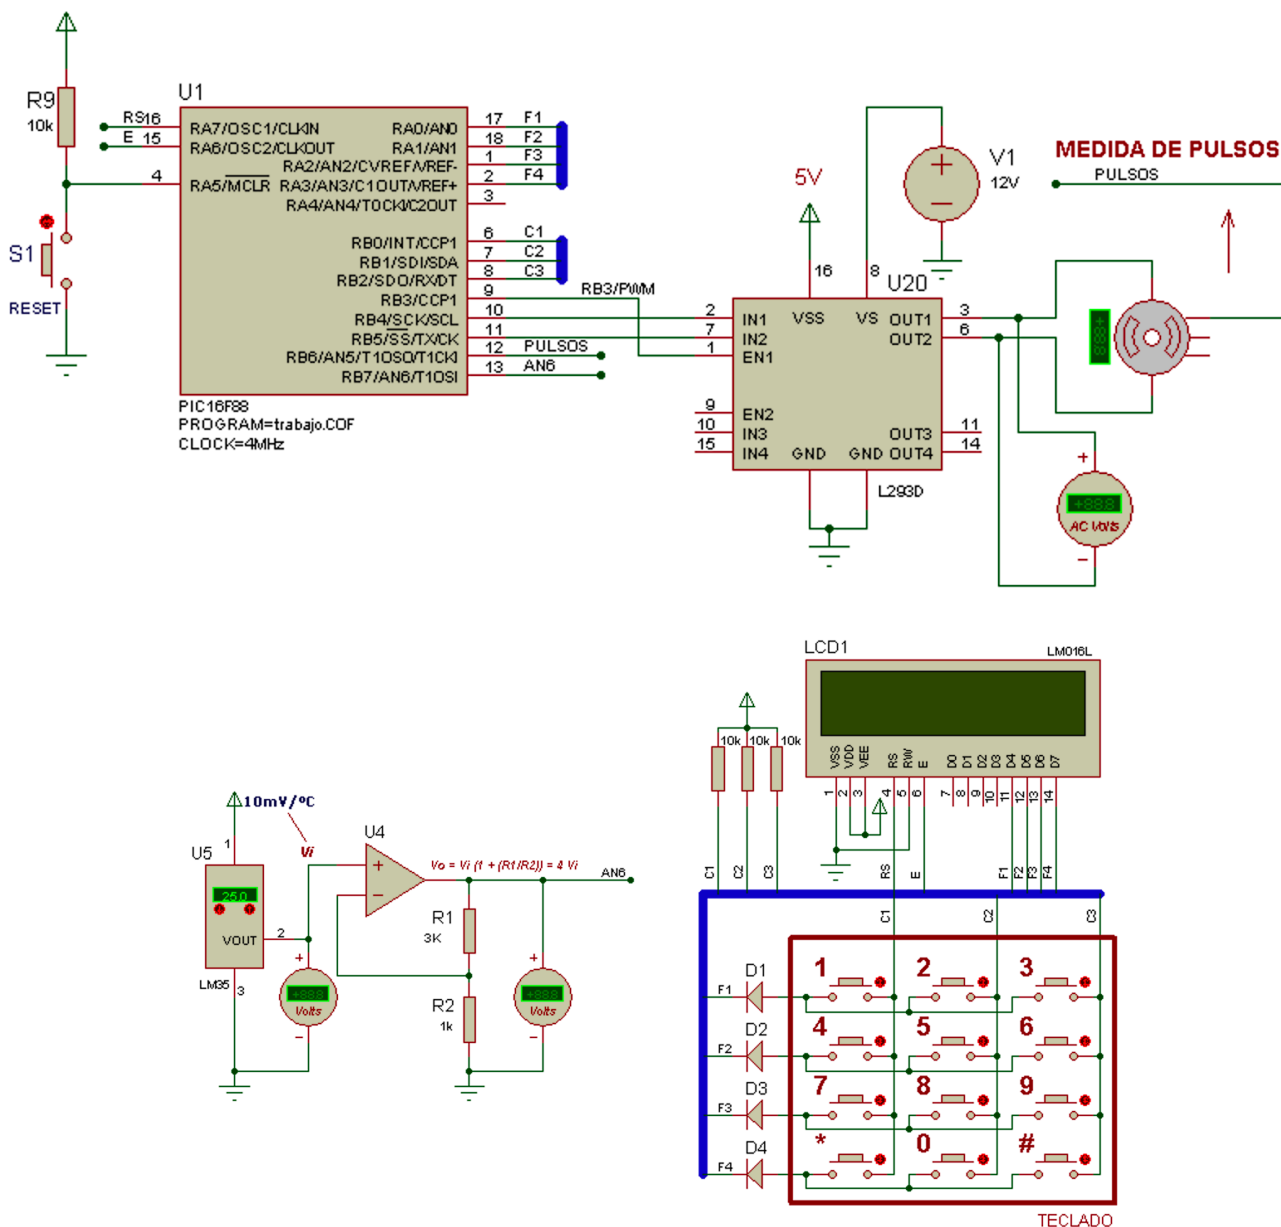 R9
10k
S1
RESET
U1
RS 16 RA7/OSC1/CLKIN
E 15 RA6/OSC2/CLKOUT
4 RA5/MCLR
RA0/AN0 17 F1
RA1/AN1 18 F2
RA2/AN2/CVREF/VREF- 1 F3
RA3/AN3/C1OUT/VREF+ 2 F4
RA4/AN4/T0CKI/C2OUT 3
RB0/INT/CCP1 6 C1
RB1/SDI/SDA 7 C2
RB2/SDO/RX/DT 8 C3
RB3/CCP1 9 RB3/PWM
RB4/SCK/SCL 10
RB5/SS/TX/CK 11
RB6/AN5/T1OSO/T1CKI 12 PULSOS
RB7/AN6/T1OSI 13 AN6
PIC16F88
PROGRAM=trabajo.COF
CLOCK=4MHz
5V
V1
12V
16 8 U20
2 IN1 VSS VS OUT1 3
7 IN2 OUT2 6
1 EN1
9 EN2
10 IN3 OUT3 11
15 IN4 GND GND OUT4 14
L293D
MEDIDA DE PULSOS
PULSOS
+888
+
+88.8
AC Volts
−
LCD1
LM016L
VSS VDD VEE RS RW E D0 D1 D2 D3 D4 D5 D6 D7
1 2 3 4 5 6 7 8 9 10 11 12 13 14
10k 10k 10k
C1 C2 C3 RS E F1 F2 F3 F4
10mV/ºC
Vi
U5
1
25.0
VOUT 2
LM35 3
U4
+
−
Vo = Vi (1 + (R1/R2)) = 4 Vi
AN6
R1
3K
R2
1k
+
+88.8
Volts
−
+
+88.8
Volts
−
C1 C2 C3
D1
F1
1 2 3
D2
F2
4 5 6
D3
F3
7 8 9
D4
F4
* 0 #
TECLADO